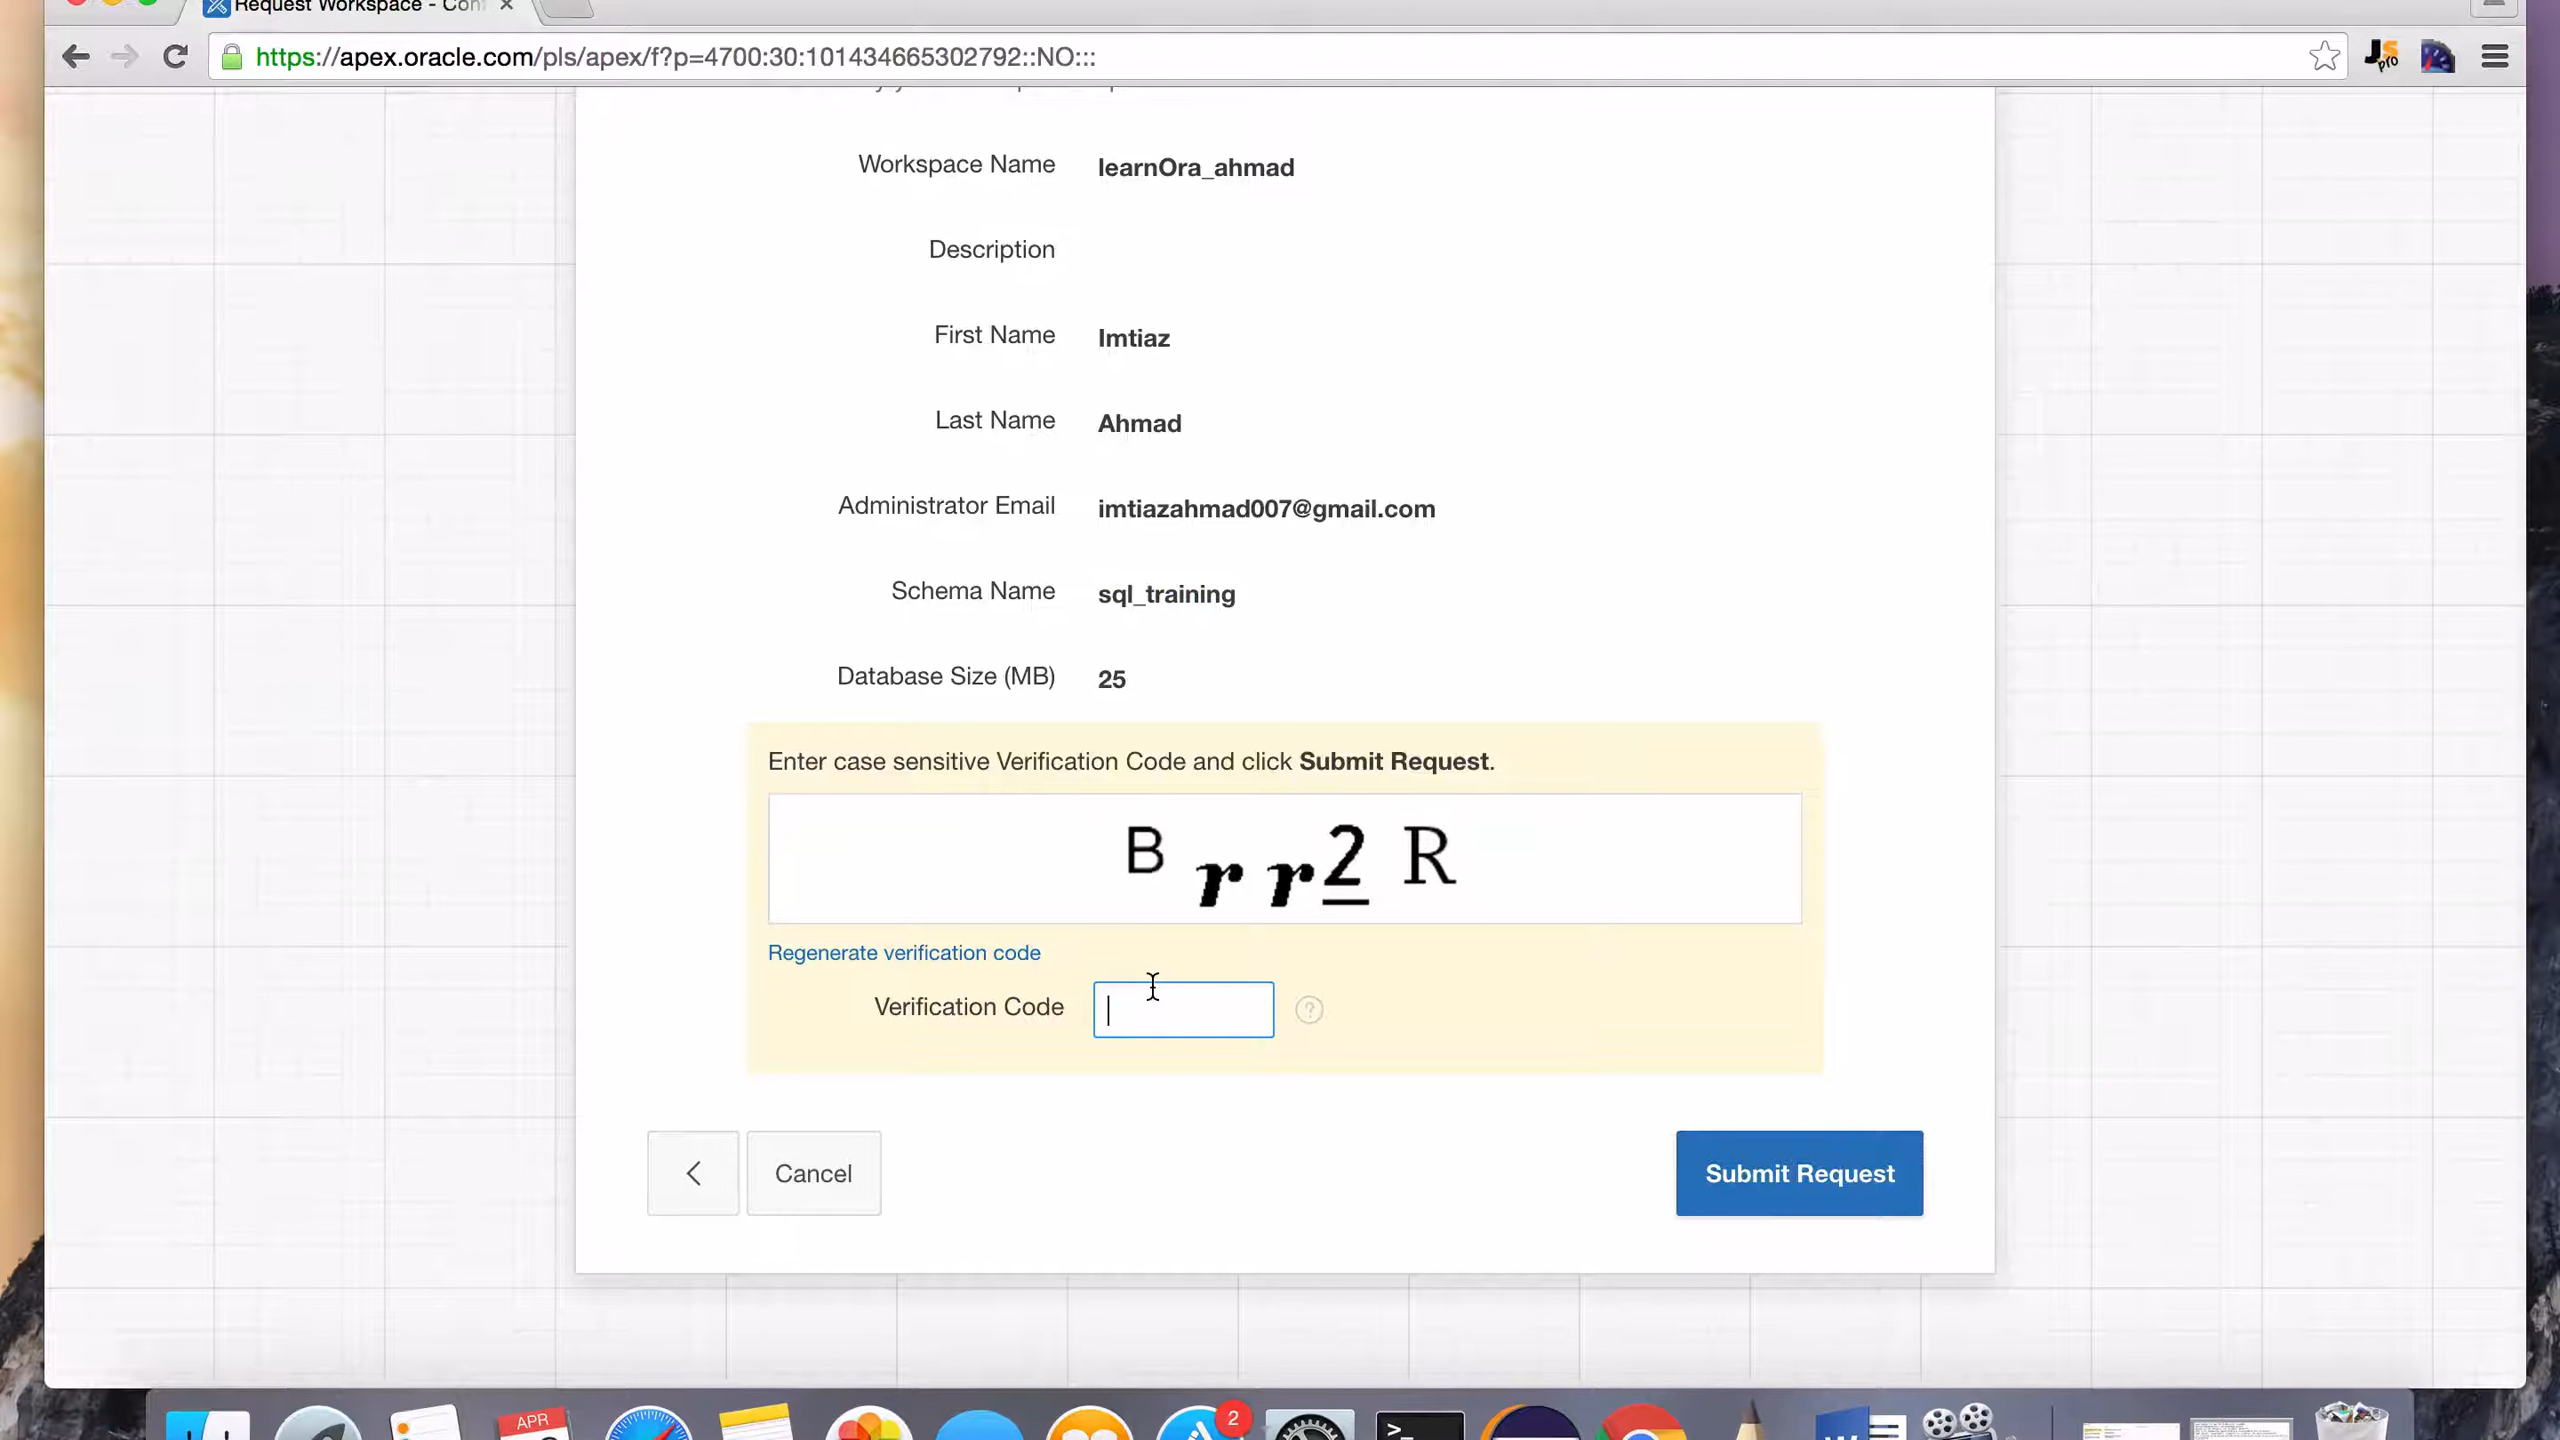 Request Workspace - Con
https://apex.oracle.com/pls/apex/f?p=4700:30:101434665302792::NO:::
JS
pro
Workspace Name learnOra_ahmad
Description
First Name Imtiaz
Last Name Ahmad
Administrator Email imtiazahmad007@gmail.com
Schema Name sql_training
Database Size (MB) 25
Enter case sensitive Verification Code and click Submit Request.
B r r 2 R
Regenerate verification code
Verification Code ?
Cancel
Submit Request
APR
2
>_
W